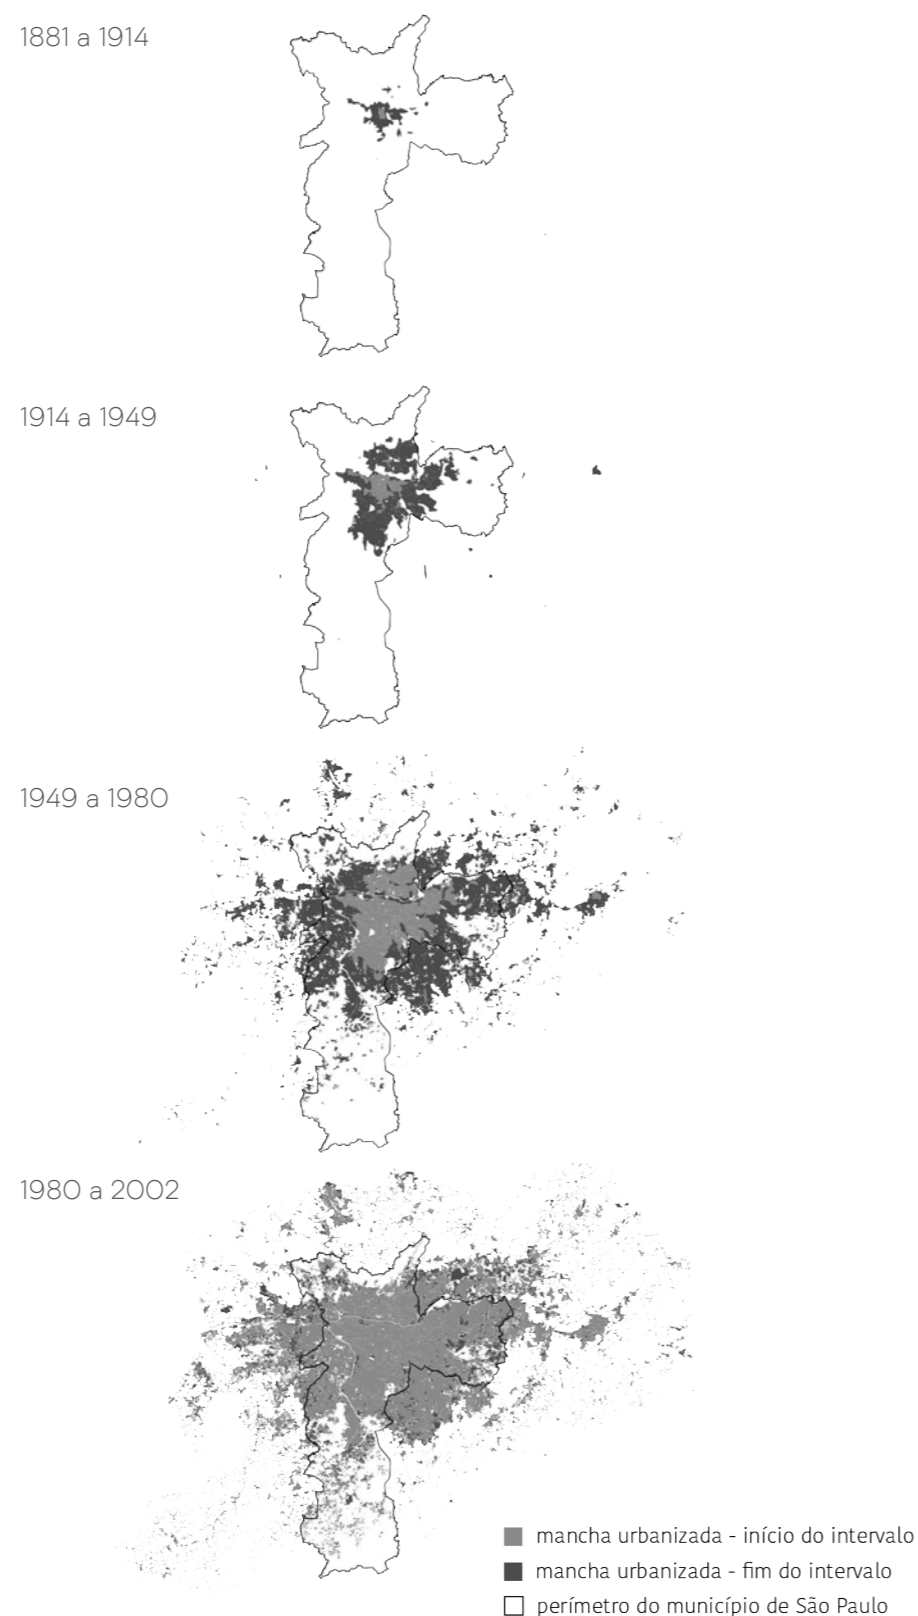 1881 a 1914
1914 a 1949
1949 a 1980
1980 a 2002
mancha urbanizada - início do intervalo
mancha urbanizada - fim do intervalo
perímetro do município de São Paulo